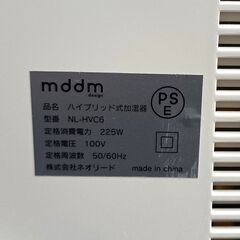 mddm
design
品名 ハイブリッド式加湿器
型番 NL-HVC6
定格消費電力 225W
定格電圧 100V
定格周波数 50/60Hz
株式会社ネオリード
PS
E
made in china